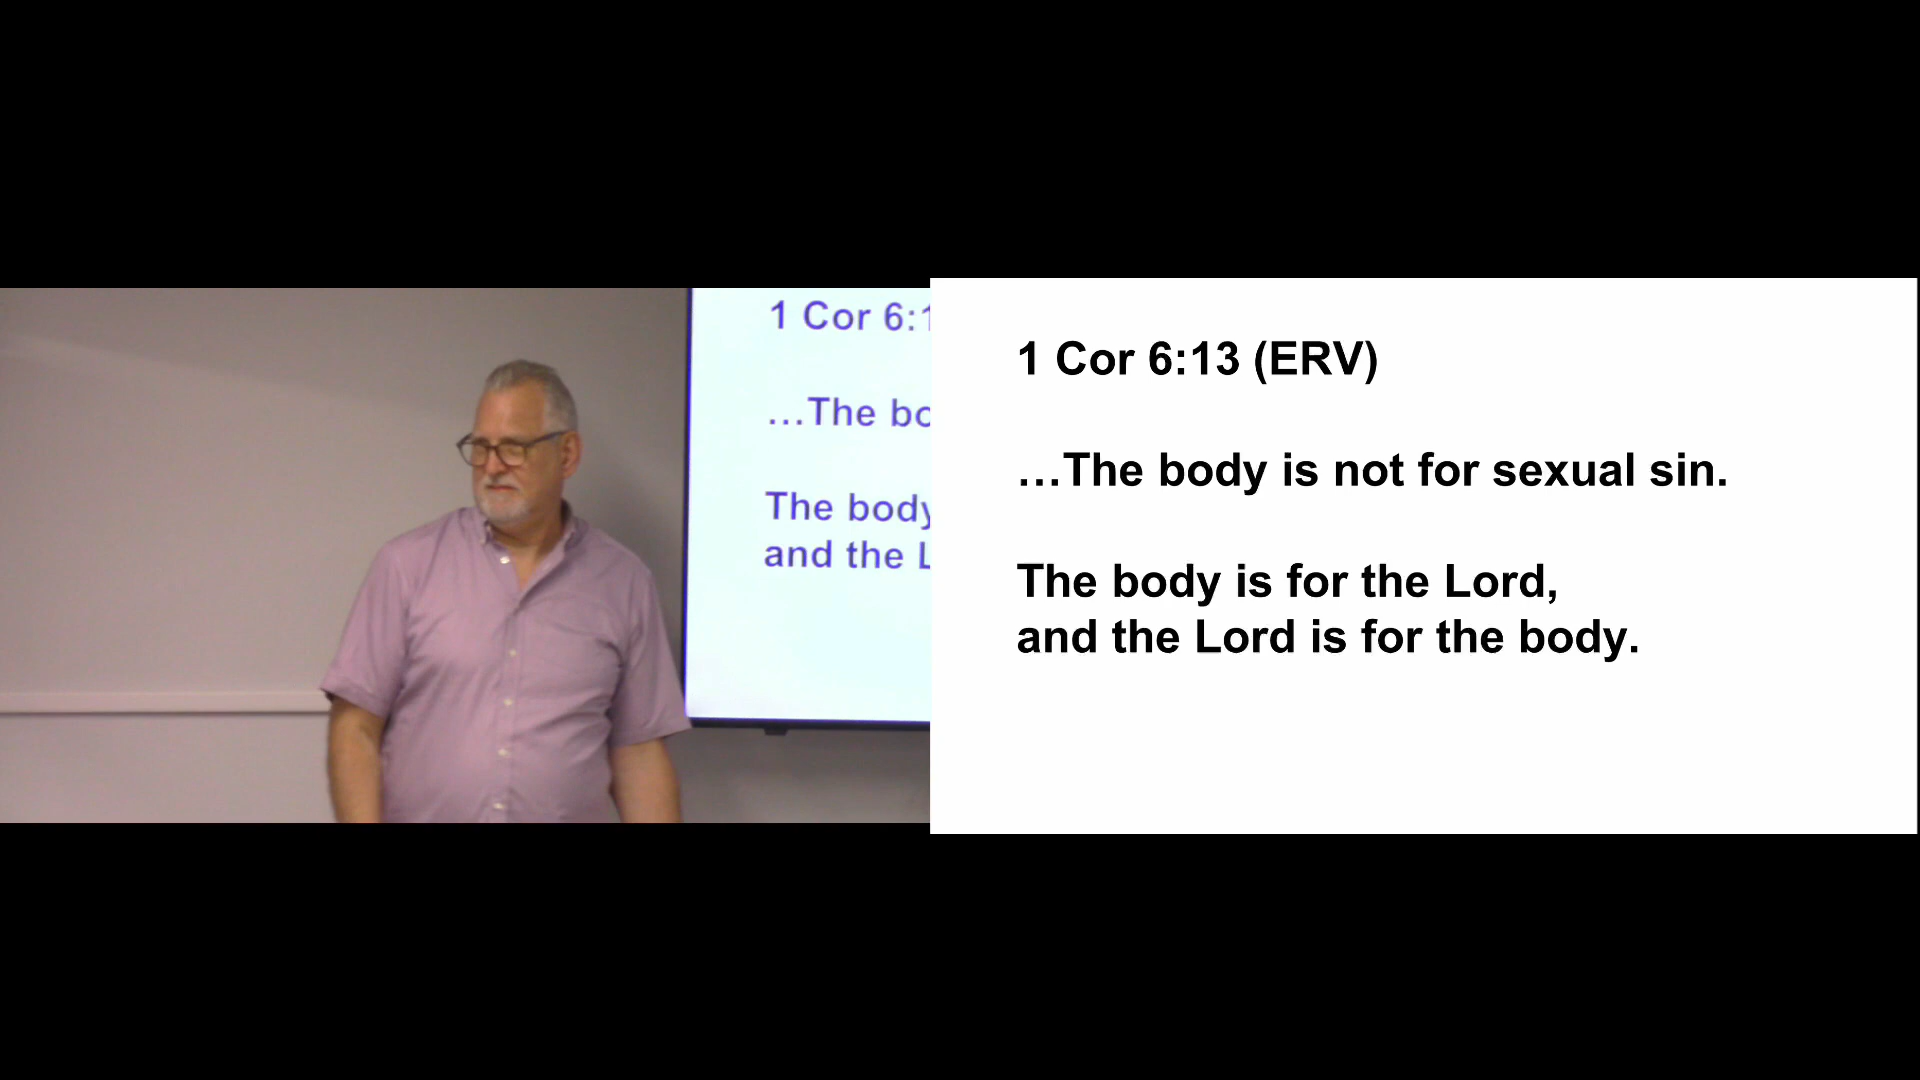 1 Cor 6:1
…The bo
The body
and the L
1 Cor 6:13 (ERV)
…The body is not for sexual sin.
The body is for the Lord,
and the Lord is for the body.